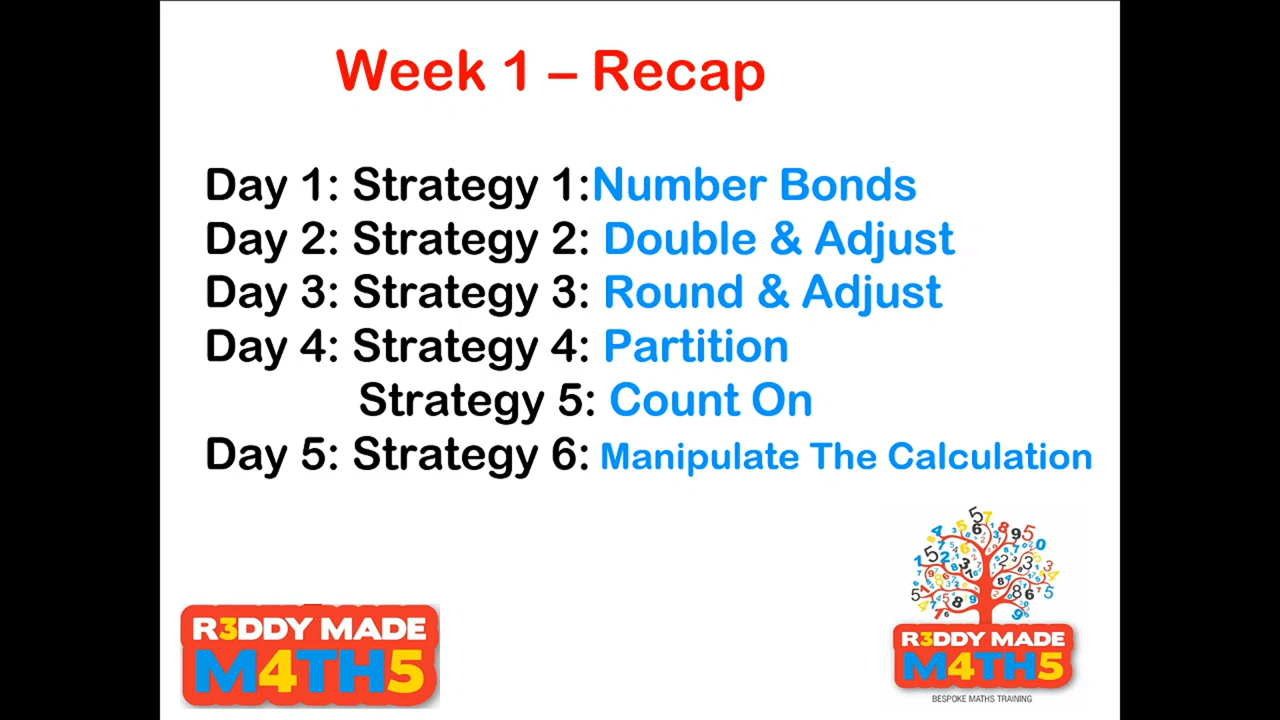 Week 1 – Recap
Day 1: Strategy 1:Number Bonds
Day 2: Strategy 2: Double & Adjust
Day 3: Strategy 3: Round & Adjust
Day 4: Strategy 4: Partition
Strategy 5: Count On
Day 5: Strategy 6: Manipulate The Calculation
R3DDY MADE
M4TH5
R3DDY MADE
M4TH5
BESPOKE MATHS TRAINING